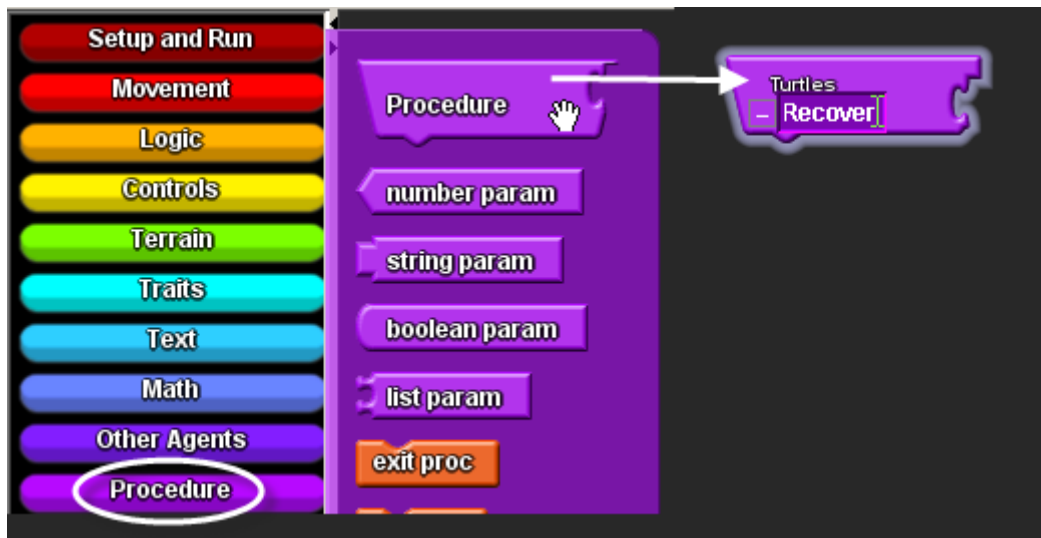 Setup and Run
Movement
Logic
Controls
Terrain
Traits
Text
Math
Other Agents
Procedure
Procedure
number param
string param
boolean param
list param
exit proc
Turtles
– Recover